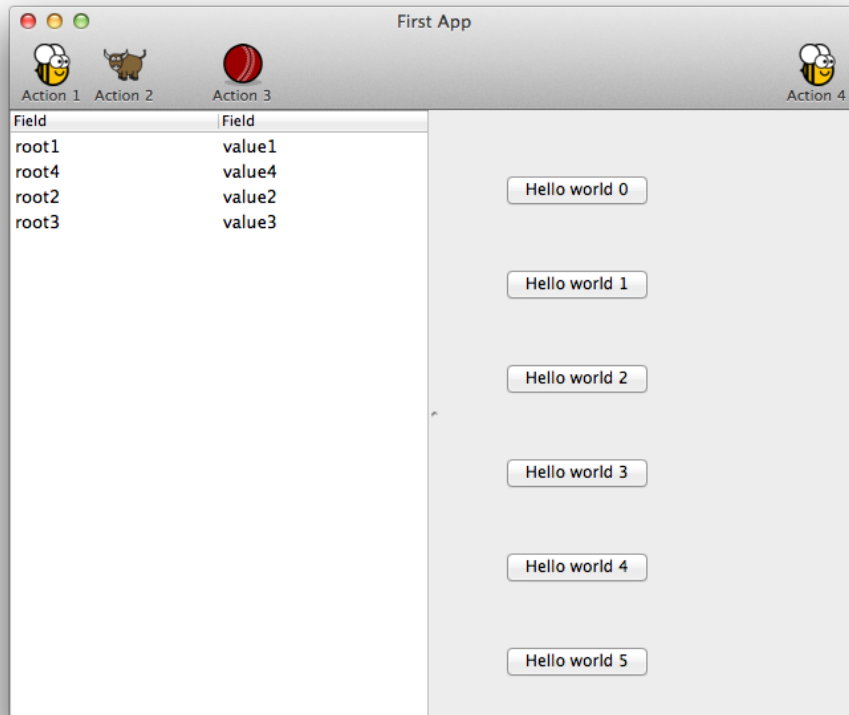 First App
Action 1 Action 2 Action 3 Action 4
Field Field
root1 value1
root4 value4
root2 value2
root3 value3
Hello world 0
Hello world 1
Hello world 2
Hello world 3
Hello world 4
Hello world 5